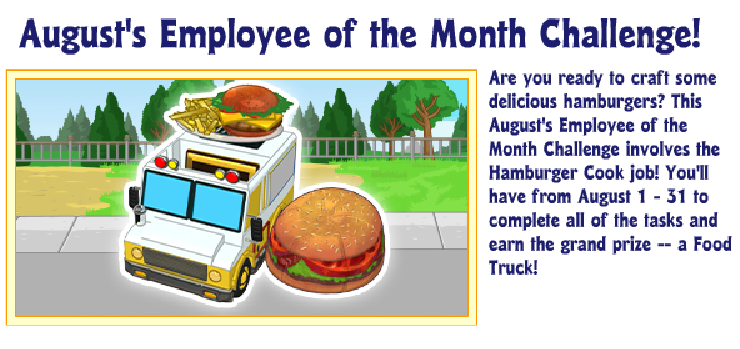 August's Employee of the Month Challenge!
Are you ready to craft some
delicious hamburgers? This
August's Employee of the
Month Challenge involves the
Hamburger Cook job! You'll
have from August 1 - 31 to
complete all of the tasks and
earn the grand prize -- a Food
Truck!